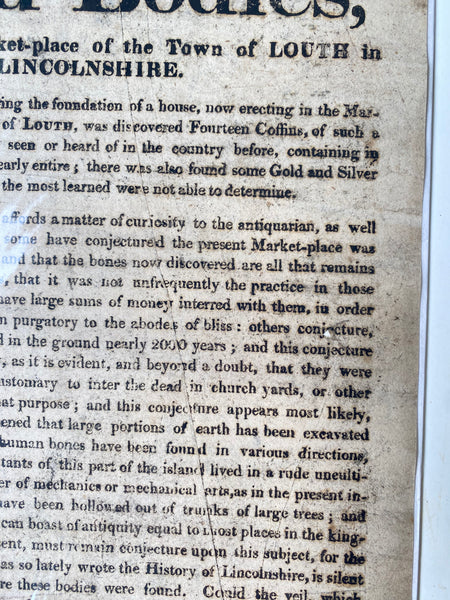 Bodies,
ket-place of the Town of LOUTH in
LINCOLNSHIRE.
ring the foundation of a house, now erecting in the Mar-
of LOUTH, was discovered Fourteen Coffins, of such a
seen or heard of in the country before, containing in
early entire; there was also found some Gold and Silver
the most learned were not able to determine.
affords a matter of curiosity to the antiquarian, as well
some have conjectured the present Market-place was
and that the bones now discovered are all that remains
s, that it was not unfrequently the practice in those
have large sums of money interred with them, in order
m purgatory to the abodes of bliss: others conjecture,
d in the ground nearly 2000 years; and this conjecture
y, as it is evident, and beyond a doubt, that they were
ustomary to inter the dead in church yards, or other
hat purpose; and this conjecture appears most likely,
ened that large portions of earth has been excavated
human bones have been found in various directions,
itants of this part of the island lived in a rude unculti-
er of mechanics or mechanical arts, as in the present in-
have been hollowed out of trunks of large trees; and
can boast of antiquity equal to most places in the king-
ent, must remain conjecture upon this subject, for the
as so lately wrote the History of Lincolnshire, is silent
re these bodies were found. Could the veil, which